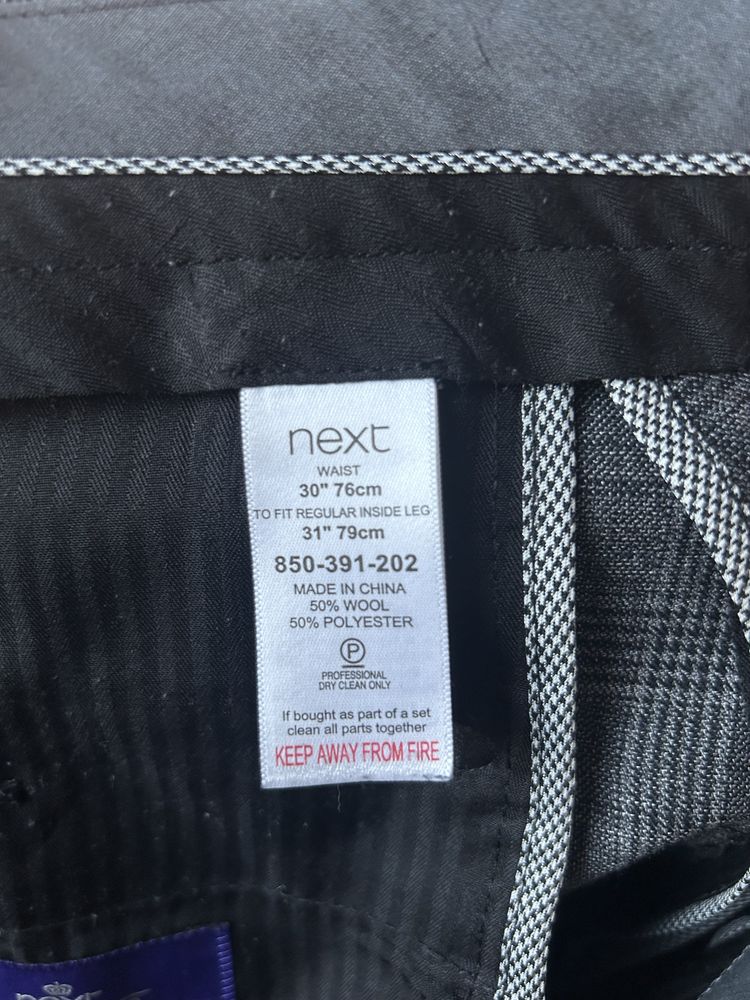 next
WAIST
30" 76cm
TO FIT REGULAR INSIDE LEG
31" 79cm
850-391-202
MADE IN CHINA
50% WOOL
50% POLYESTER
P
PROFESSIONAL
DRY CLEAN ONLY
If bought as part of a set
clean all parts together
KEEP AWAY FROM FIRE